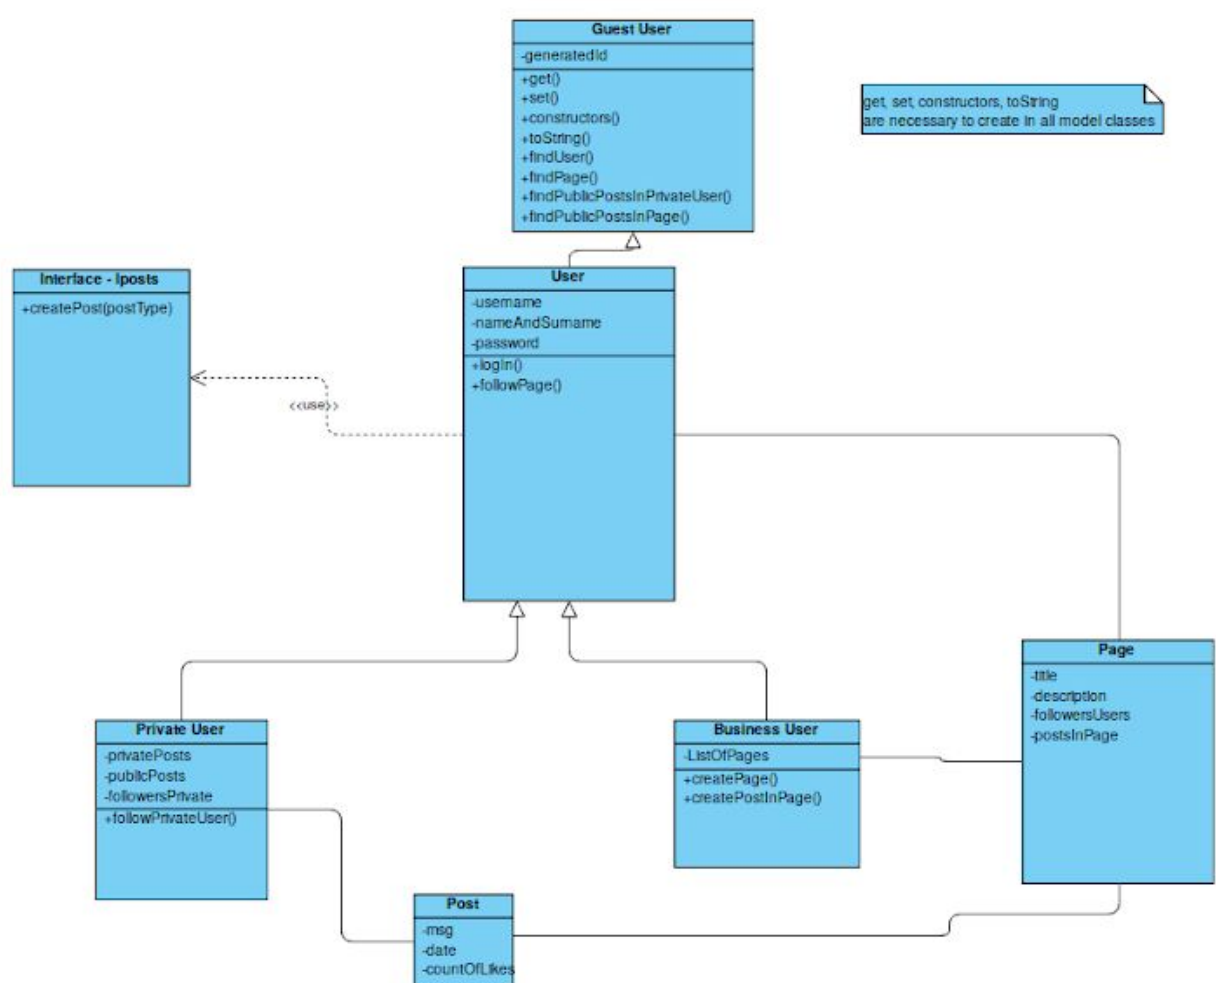 Guest User
-generatedId
+get()
+set()
+constructors()
+toString()
+findUser()
+findPage()
+findPublicPostsInPrivateUser()
+findPublicPostsInPage()
get, set, constructors, toString
are necessary to create in all model classes
Interface - Iposts
+createPost(postType)
<<use>>
User
-username
-nameAndSurname
-password
+logIn()
+followPage()
Page
-title
-description
-followersUsers
-postsInPage
Private User
-privatePosts
-publicPosts
-followersPrivate
+followPrivateUser()
Business User
-ListOfPages
+createPage()
+createPostInPage()
Post
-msg
-date
-countOfLikes